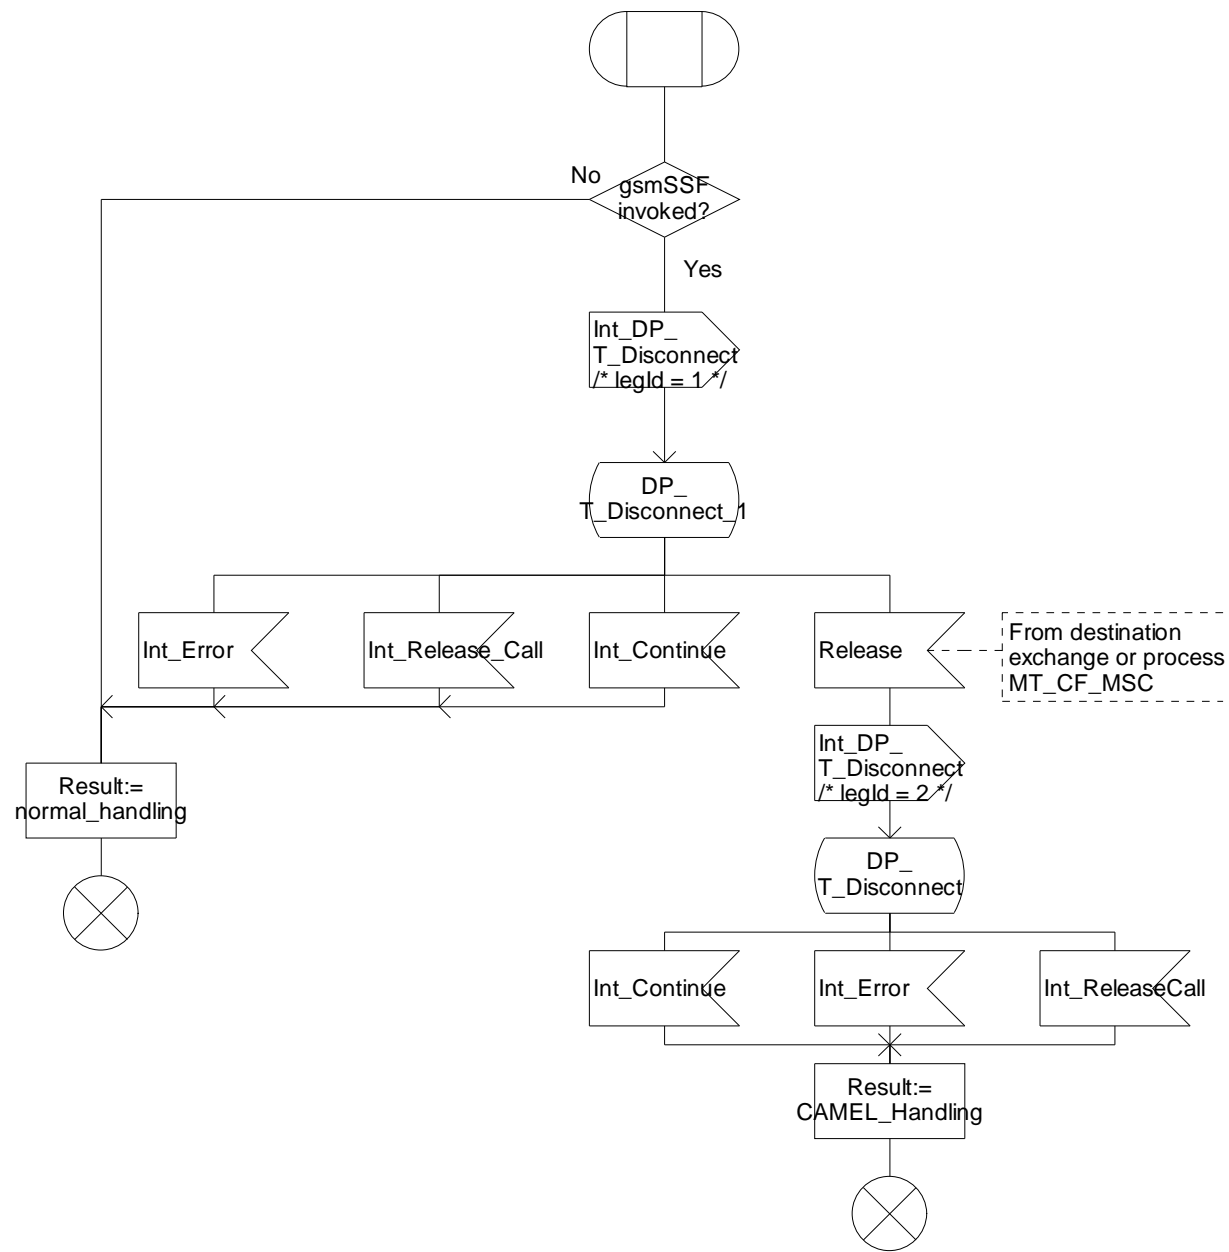 No
gsmSSF
invoked?
Yes
Int_DP_
T_Disconnect
/* legId = 1 */
DP_
T_Disconnect_1
Int_Error
Int_Release_Call
Int_Continue
Release
From destination
exchange or process
MT_CF_MSC
Int_DP_
T_Disconnect
/* legId = 2 */
Result:=
normal_handling
DP_
T_Disconnect
Int_Continue
Int_Error
Int_ReleaseCall
Result:=
CAMEL_Handling